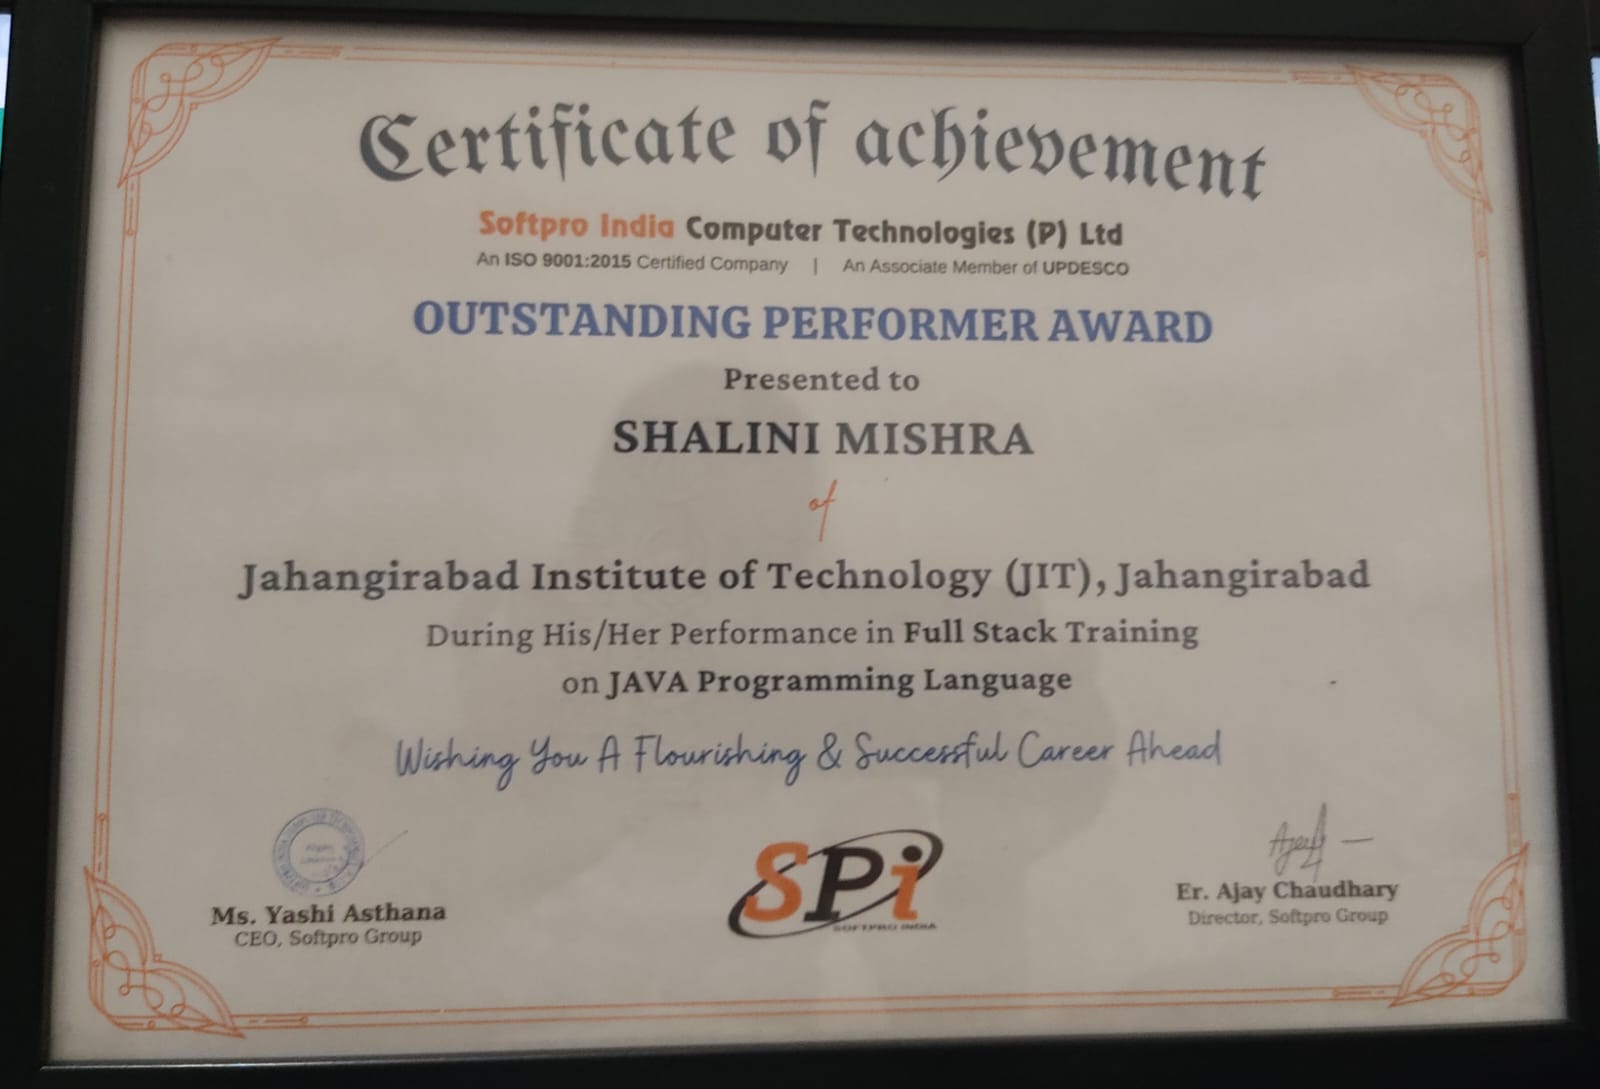 Certificate of achievement
Softpro India Computer Technologies (P) Ltd
An ISO 9001:2015 Certified Company | An Associate Member of UPDESCO
OUTSTANDING PERFORMER AWARD
Presented to
SHALINI MISHRA
of
Jahangirabad Institute of Technology (JIT), Jahangirabad
During His/Her Performance in Full Stack Training
on JAVA Programming Language
Wishing You A Flourishing & Successful Career Ahead
Ms. Yashi Asthana
CEO, Softpro Group
SPi
SOFTPRO INDIA
Er. Ajay Chaudhary
Director, Softpro Group